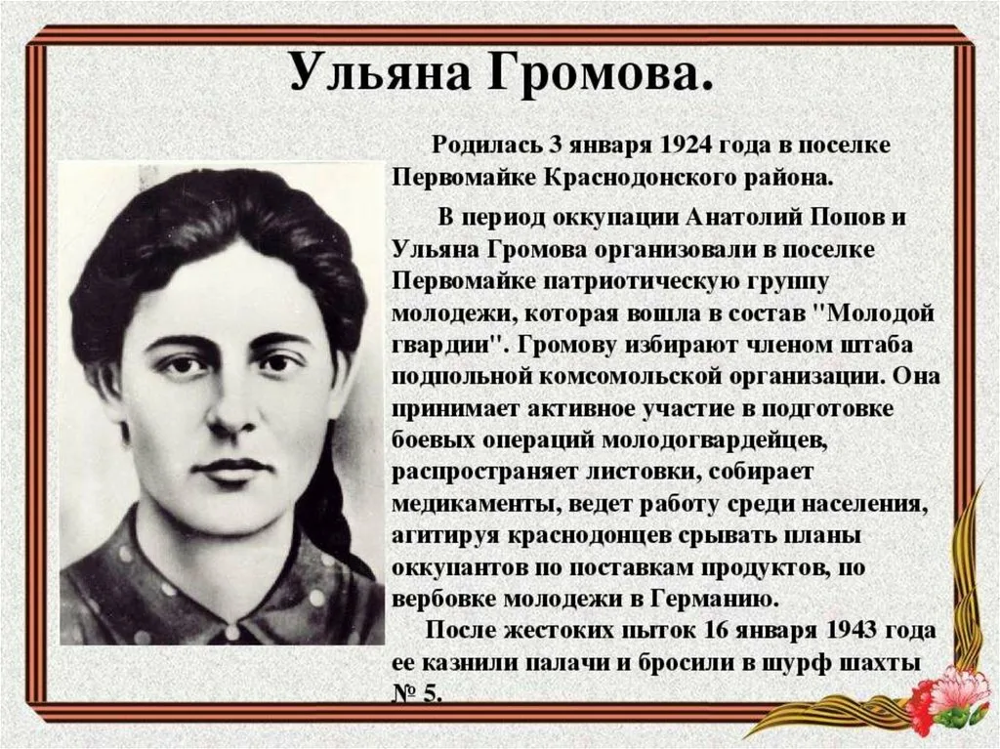 Ульяна Громова.
Родилась 3 января 1924 года в поселке
Первомайке Краснодонского района.
В период оккупации Анатолий Попов и
Ульяна Громова организовали в поселке
Первомайке патриотическую группу
молодежи, которая вошла в состав "Молодой
гвардии". Громову избирают членом штаба
подпольной комсомольской организации. Она
принимает активное участие в подготовке
боевых операций молодогвардейцев,
распространяет листовки, собирает
медикаменты, ведет работу среди населения,
агитируя краснодонцев срывать планы
оккупантов по поставкам продуктов, по
вербовке молодежи в Германию.
После жестоких пыток 16 января 1943 года
ее казнили палачи и бросили в шурф шахты
№ 5.